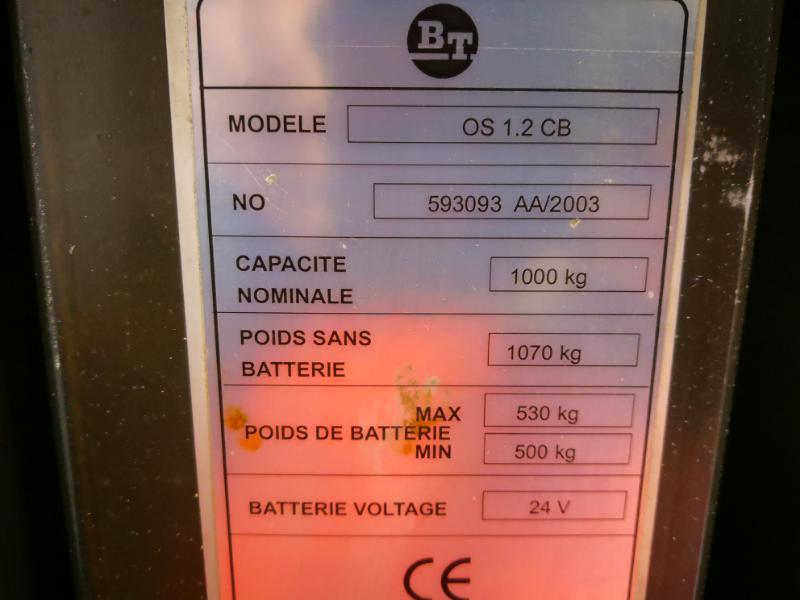 BT
MODELE OS 1.2 CB
NO 593093 AA/2003
CAPACITE
NOMINALE 1000 kg
POIDS SANS
BATTERIE 1070 kg
MAX 530 kg
POIDS DE BATTERIE
MIN 500 kg
BATTERIE VOLTAGE 24 V
CE